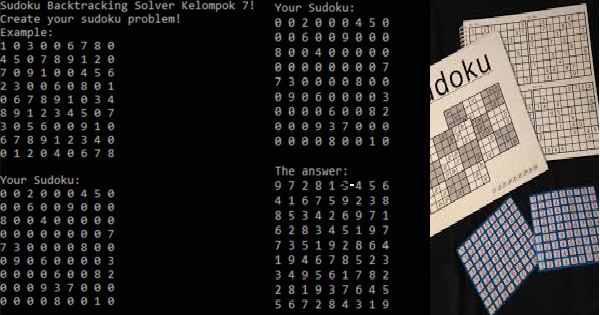 Sudoku Backtracking Solver Kelompok 7!
Create your sudoku problem!
Example:
1 0 3 0 0 6 7 8 0
4 5 0 7 8 9 1 2 0
7 0 9 1 0 0 4 5 6
2 3 0 0 6 0 8 0 1
0 6 7 8 9 1 0 3 4
8 9 1 2 3 4 5 0 7
3 0 5 6 0 0 9 1 0
6 7 8 9 1 2 3 4 0
0 1 2 0 4 0 6 7 8
Your Sudoku:
0 0 2 0 0 0 4 5 0
0 0 6 0 0 9 0 0 0
8 0 0 4 0 0 0 0 0
0 0 0 0 0 0 0 0 7
7 3 0 0 0 0 8 0 0
0 9 0 6 0 0 0 0 3
0 0 0 0 6 0 0 8 2
0 0 0 9 3 7 0 0 0
0 0 0 0 8 0 0 1 0
Your Sudoku:
0 0 2 0 0 0 4 5 0
0 0 6 0 0 9 0 0 0
8 0 0 4 0 0 0 0 0
0 0 0 0 0 0 0 0 7
7 3 0 0 0 0 8 0 0
0 9 0 6 0 0 0 0 3
0 0 0 0 6 0 0 8 2
0 0 0 9 3 7 0 0 0
0 0 0 0 8 0 0 1 0
The answer:
9 7 2 8 1 3 4 5 6
4 1 6 7 5 9 2 3 8
8 5 3 4 2 6 9 7 1
6 2 8 3 4 5 1 9 7
7 3 5 1 9 2 8 6 4
1 9 4 6 7 8 5 2 3
3 4 9 5 6 1 7 8 2
2 8 1 9 3 7 6 4 5
5 6 7 2 8 4 3 1 9
doku